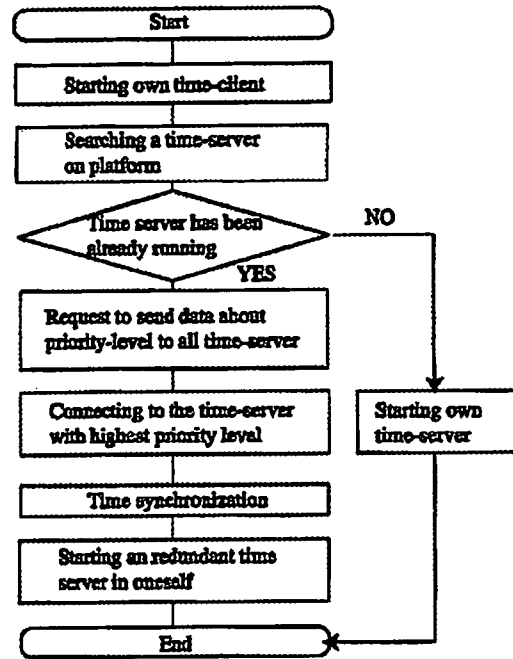 Start
Starting own time-client
Searching a time-server
on platform
Time server has been
already running
NO
YES
Request to send data about
priority-level to all time-server
Connecting to the time-server
with highest priority level
Starting own
time-server
Time synchronization
Starting an redundant time
server in oneself
End